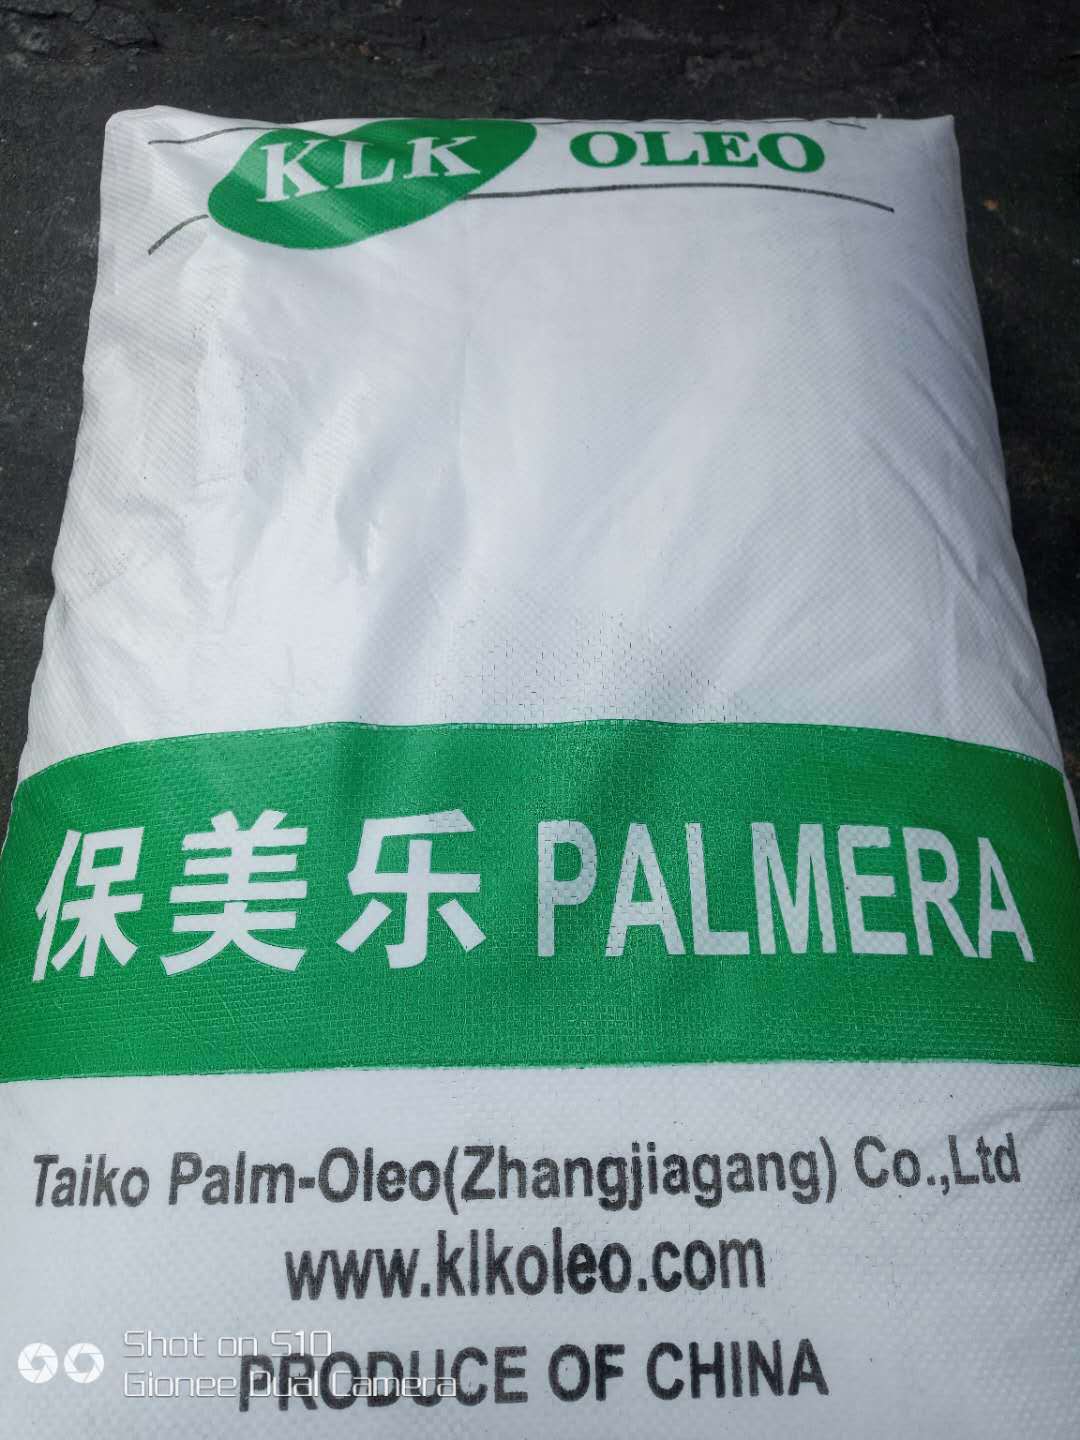 KLK OLEO
保美乐 PALMERA
Taiko Palm-Oleo(Zhangjiagang) Co.,Ltd
www.klkoleo.com
PRODUCE OF CHINA
Shot on S10
Gionee Dual Camera